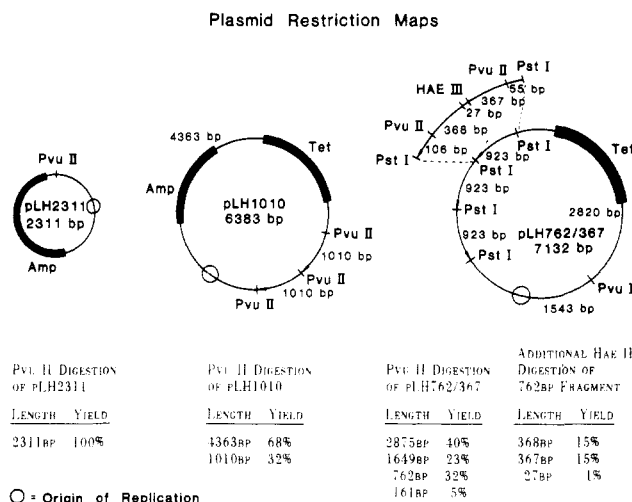 Plasmid Restriction Maps
Pvu II
pLH2311
2311 bp
Amp
4363 bp
Tet
Amp
pLH1010
6383 bp
Pvu II
1010 bp
Pvu II
1010 bp
Pvu II
Pst I
Pvu II
55 bp
HAE III
367 bp
27 bp
Pvu II
368 bp
106 bp
Pst I
Pst I
923 bp
Pst I
923 bp
Pst I
923 bp
Pst I
Tet
2820 bp
pLH762/367
7132 bp
Pvu I
1543 bp
PVU II DIGESTION
OF pLH2311
LENGTH YIELD
2311BP 100%
PVU II DIGESTION
OF pLH1010
LENGTH YIELD
4363BP 68%
1010BP 32%
PVU II DIGESTION
OF pLH762/367
LENGTH YIELD
2875BP 40%
1649BP 23%
762BP 32%
161BP 5%
ADDITIONAL HAE II
DIGESTION OF
762BP FRAGMENT
LENGTH YIELD
368BP 15%
367BP 15%
27BP 1%
= Origin of Replication